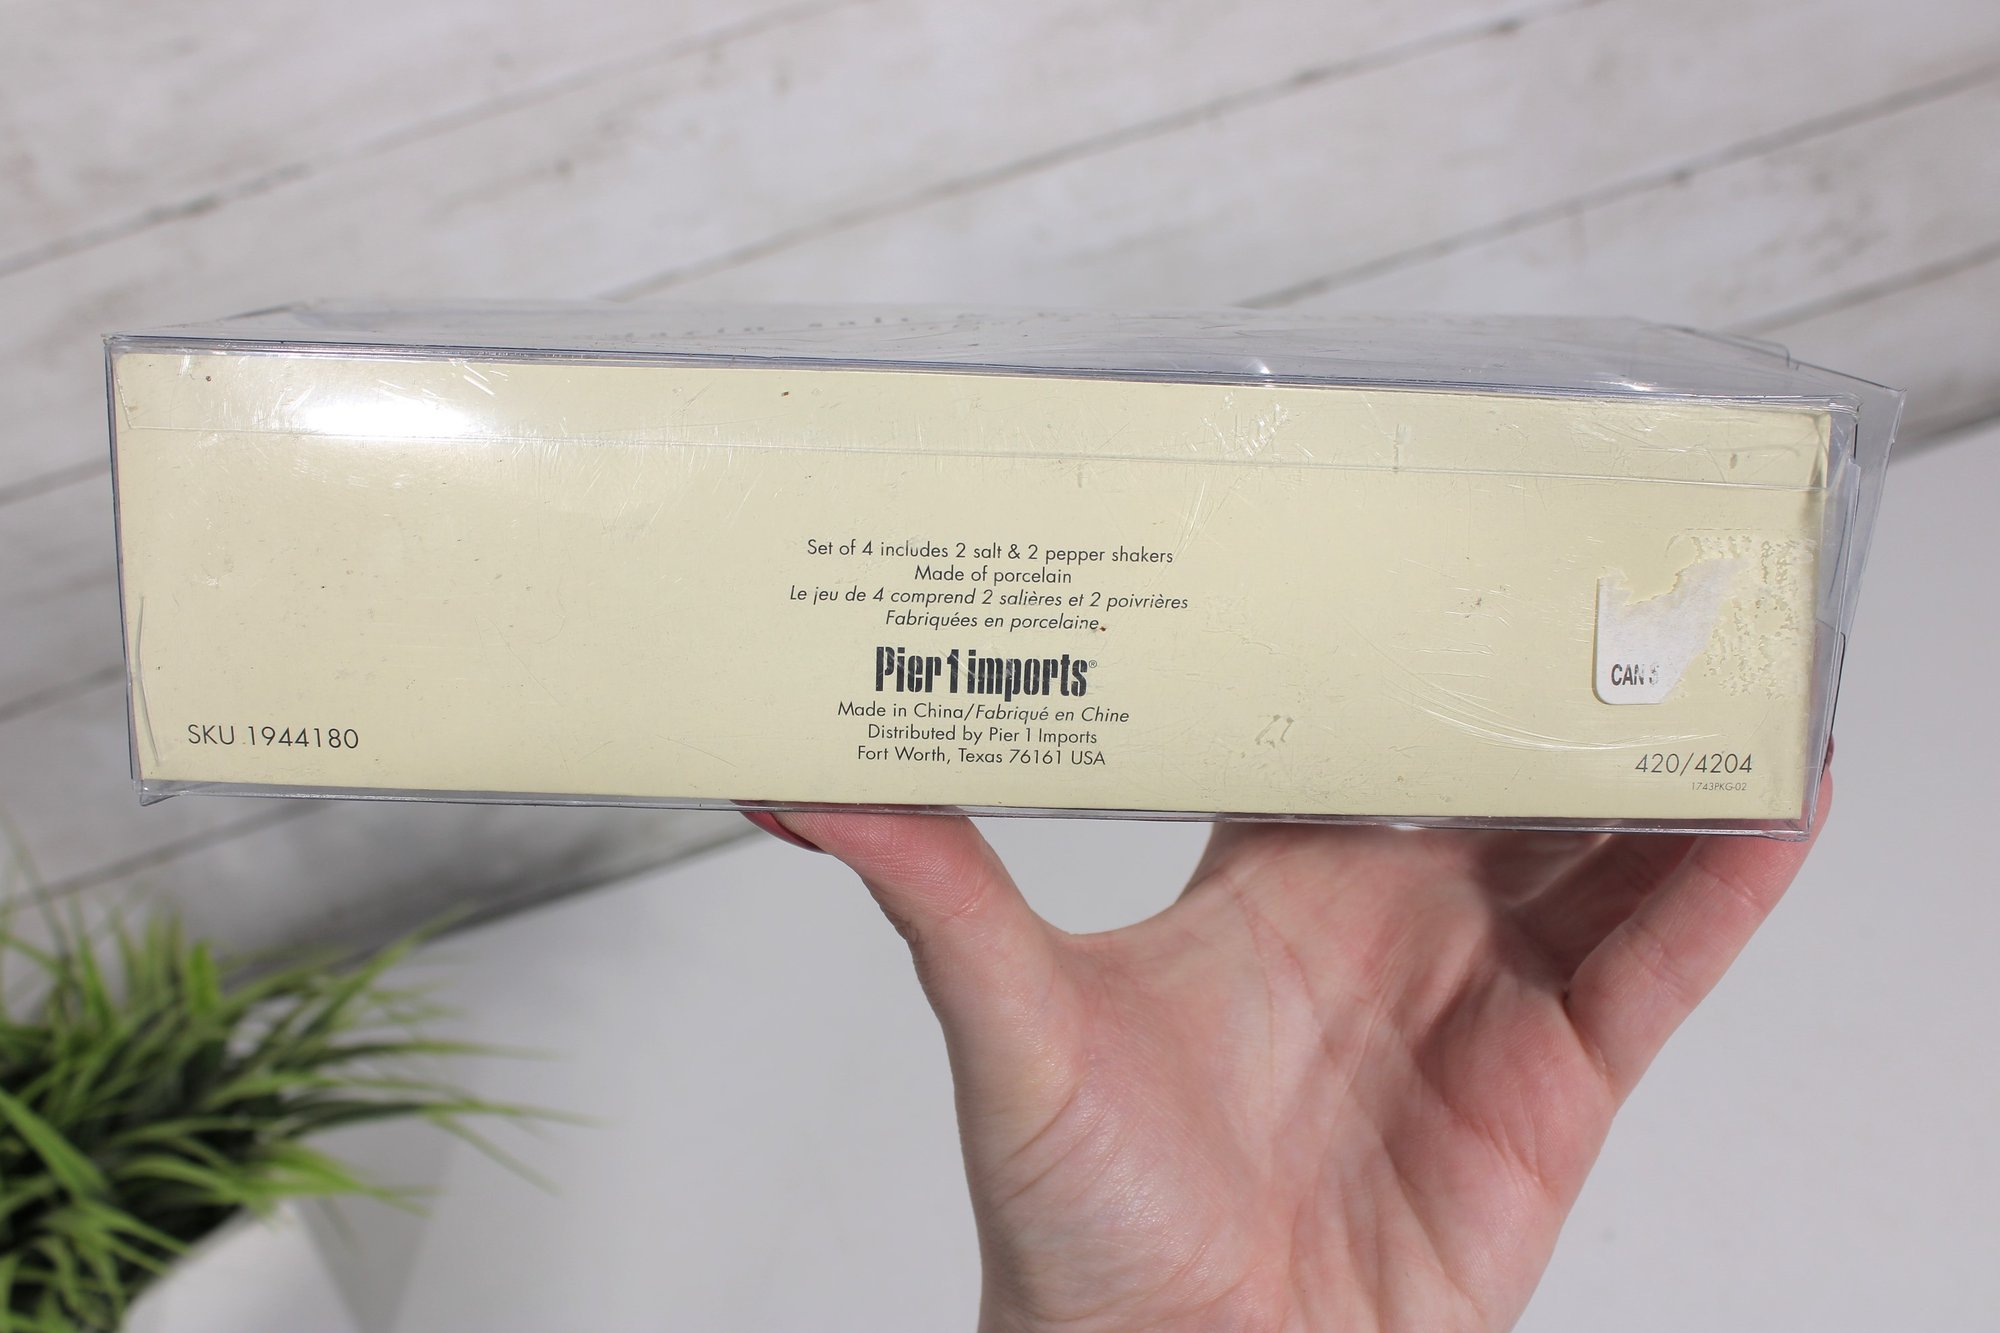 Set of 4 includes 2 salt & 2 pepper shakers
Made of porcelain
Le jeu de 4 comprend 2 salières et 2 poivrières
Fabriquées en porcelaine
Pier 1 imports®
Made in China/Fabriqué en Chine
Distributed by Pier 1 Imports
Fort Worth, Texas 76161 USA
SKU 1944180
CAN $
420/4204
1743PKG-02